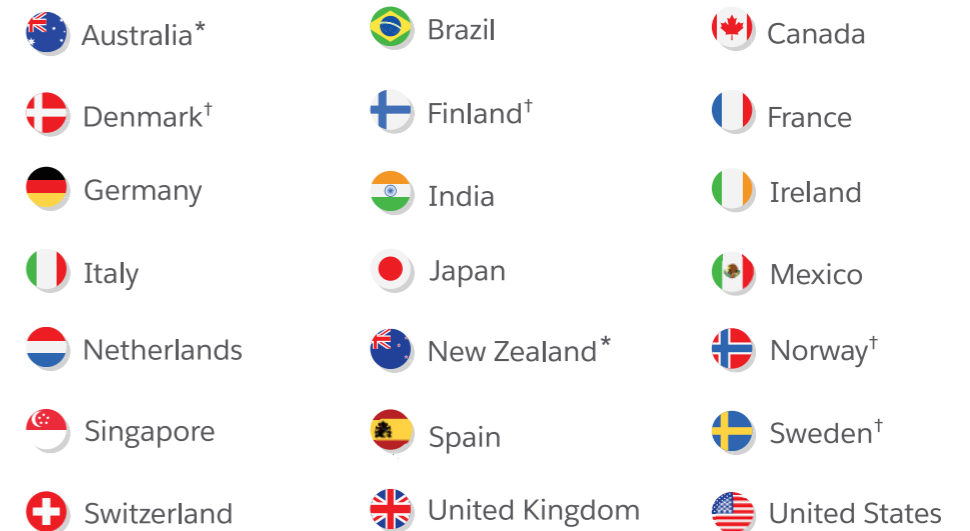 Australia*
Brazil
Canada
Denmark†
Finland†
France
Germany
India
Ireland
Italy
Japan
Mexico
Netherlands
New Zealand*
Norway†
Singapore
Spain
Sweden†
Switzerland
United Kingdom
United States